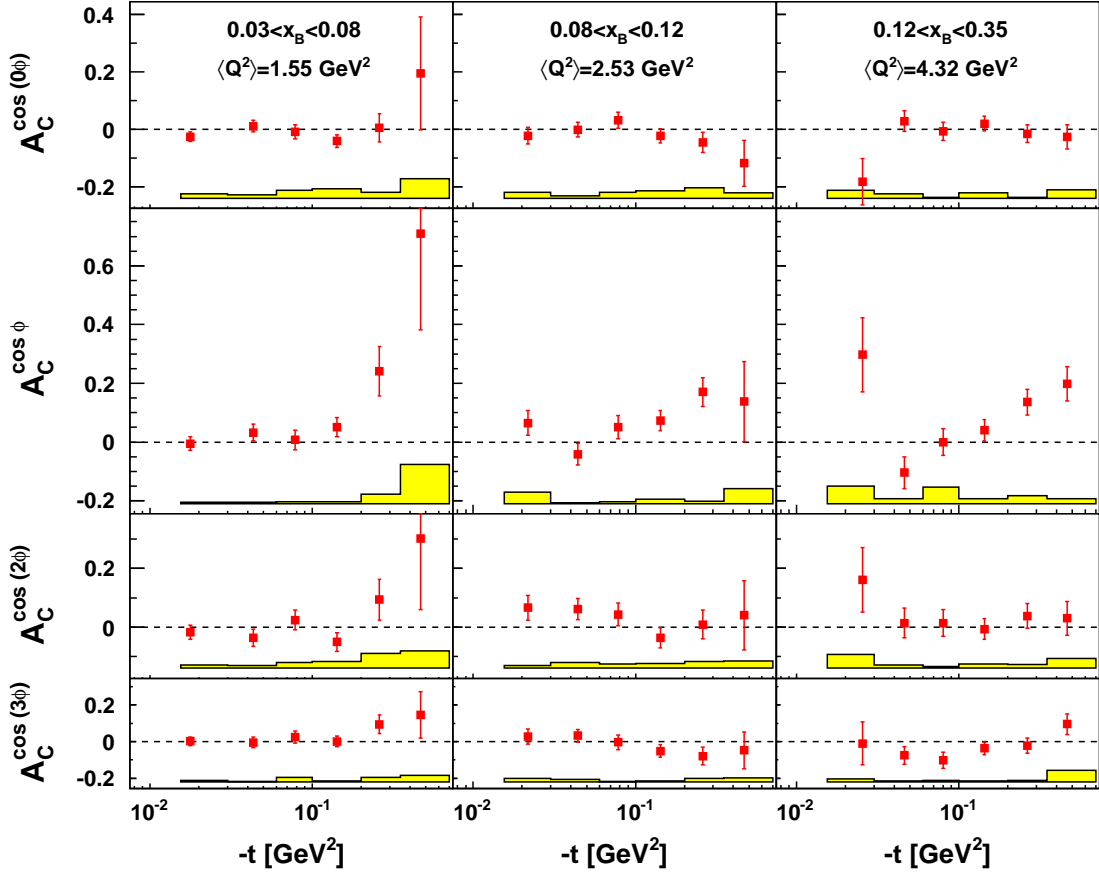 0.03<x_B<0.08
⟨Q²⟩=1.55 GeV²
0.08<x_B<0.12
⟨Q²⟩=2.53 GeV²
0.12<x_B<0.35
⟨Q²⟩=4.32 GeV²
A_C^cos (0ϕ)
0.4
0.2
0
-0.2
A_C^cos ϕ
0.6
0.4
0.2
0
-0.2
A_C^cos (2ϕ)
0.2
0
A_C^cos (3ϕ)
0.2
0
-0.2
10⁻² 10⁻¹ 10⁻² 10⁻¹ 10⁻² 10⁻¹
-t [GeV²] -t [GeV²] -t [GeV²]